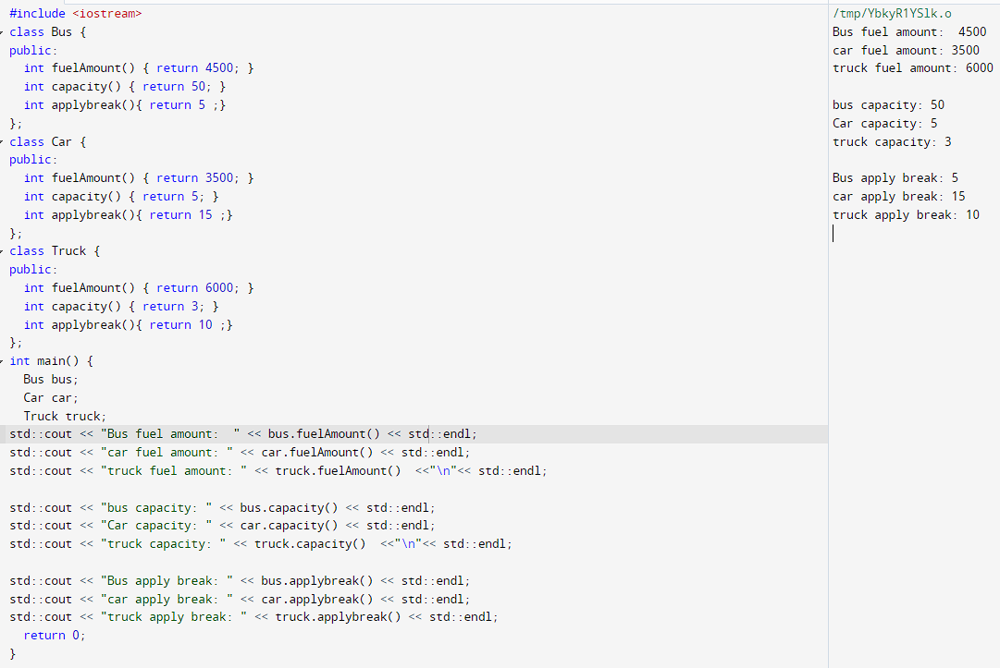 #include <iostream>
class Bus {
public:
  int fuelAmount() { return 4500; }
  int capacity() { return 50; }
  int applybreak(){ return 5 ;}
};
class Car {
public:
  int fuelAmount() { return 3500; }
  int capacity() { return 5; }
  int applybreak(){ return 15 ;}
};
class Truck {
public:
  int fuelAmount() { return 6000; }
  int capacity() { return 3; }
  int applybreak(){ return 10 ;}
};
int main() {
  Bus bus;
  Car car;
  Truck truck;
std::cout << "Bus fuel amount:  " << bus.fuelAmount() << std::endl;
std::cout << "car fuel amount: " << car.fuelAmount() << std::endl;
std::cout << "truck fuel amount: " << truck.fuelAmount()  <<"\n"<< std::endl;

std::cout << "bus capacity: " << bus.capacity() << std::endl;
std::cout << "Car capacity: " << car.capacity() << std::endl;
std::cout << "truck capacity: " << truck.capacity()  <<"\n"<< std::endl;

std::cout << "Bus apply break: " << bus.applybreak() << std::endl;
std::cout << "car apply break: " << car.applybreak() << std::endl;
std::cout << "truck apply break: " << truck.applybreak() << std::endl;
  return 0;
}
/tmp/YbkyR1YSlk.o
Bus fuel amount:  4500
car fuel amount: 3500
truck fuel amount: 6000

bus capacity: 50
Car capacity: 5
truck capacity: 3

Bus apply break: 5
car apply break: 15
truck apply break: 10